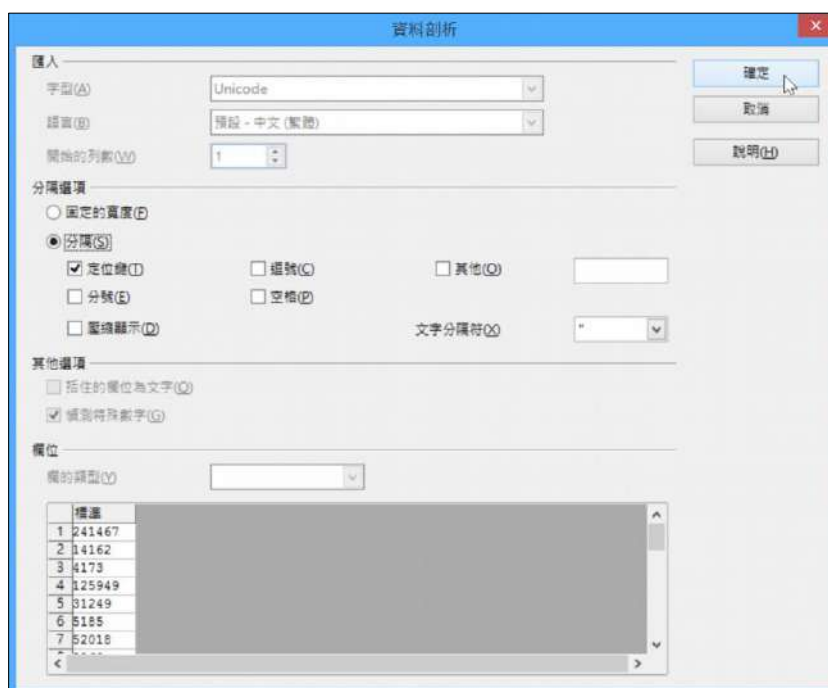 資料剖析
匯入
字型(A) Unicode
語言(B) 預設 - 中文 (繁體)
開始的列數(W) 1
確定
取消
說明(H)
分隔選項
固定的寬度(F)
分隔(S)
定位鍵(T) 逗號(C) 其他(O)
分號(E) 空格(P)
壓縮顯示(D) 文字分隔符(X) "
其他選項
括住的欄位為文字(Q)
偵測特殊數字(G)
欄位
欄的類型(Y)
標準
1 241467
2 14162
3 4173
4 125949
5 31249
6 5185
7 52018